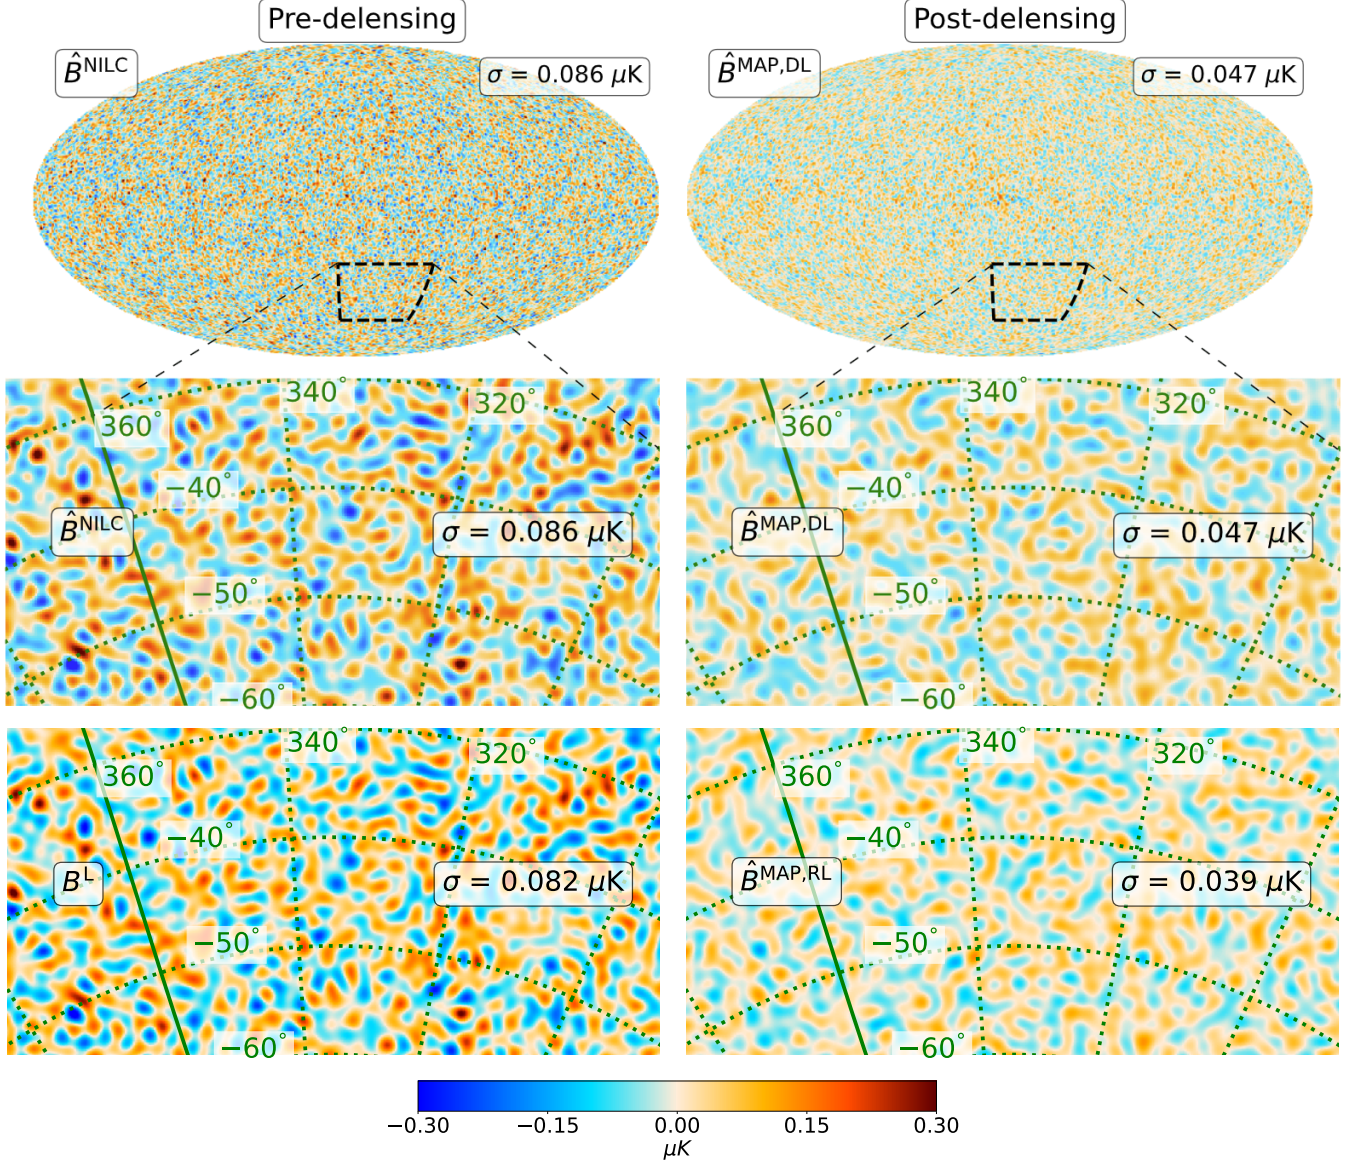 Pre-delensing Post-delensing
B̂^NILC σ = 0.086 μK B̂^MAP,DL σ = 0.047 μK
340° 320° 340° 320°
360° 360°
−40° −40°
B̂^NILC σ = 0.086 μK B̂^MAP,DL σ = 0.047 μK
−50° −50°
−60° −60°
340° 320° 340° 320°
360° 360°
−40° −40°
B^L σ = 0.082 μK B̂^MAP,RL σ = 0.039 μK
−50° −50°
−60° −60°
−0.30 −0.15 0.00 0.15 0.30
μK